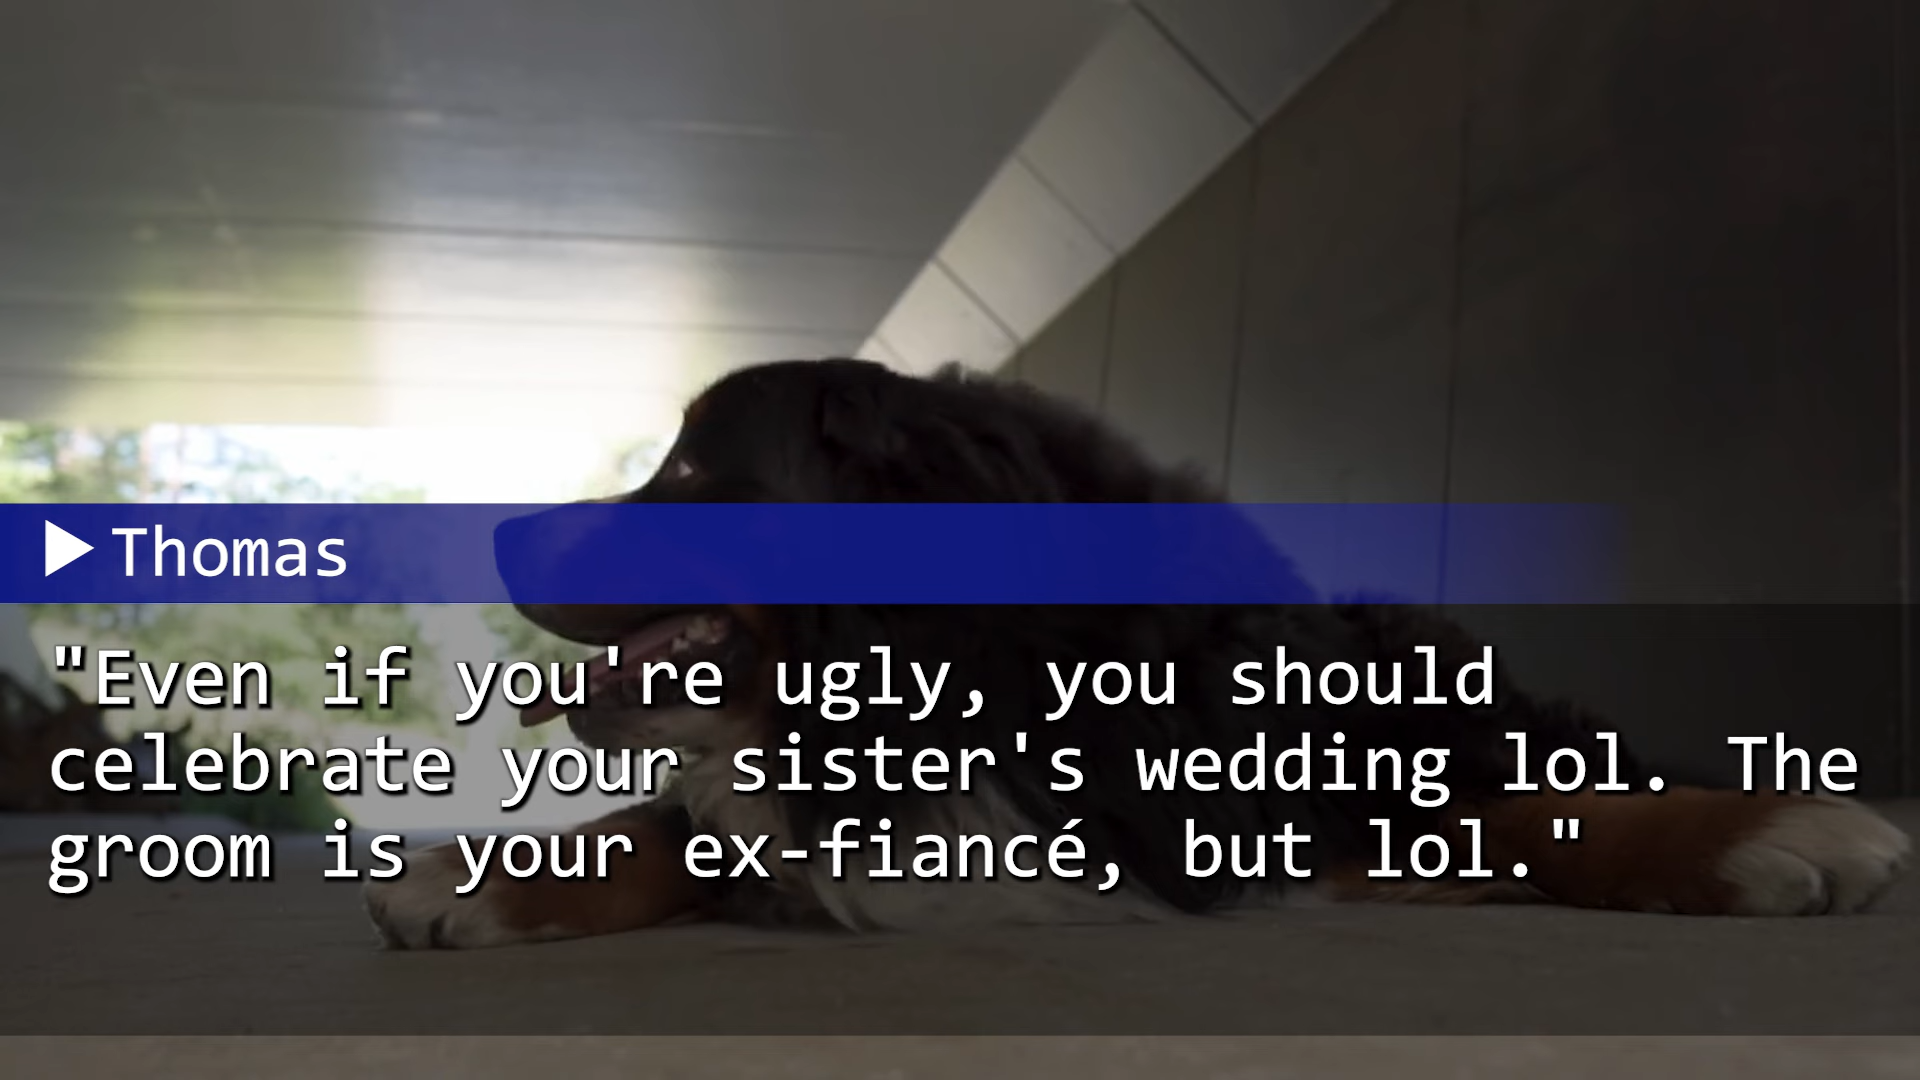 Thomas
"Even if you're ugly, you should
celebrate your sister's wedding lol. The
groom is your ex-fiancé, but lol."